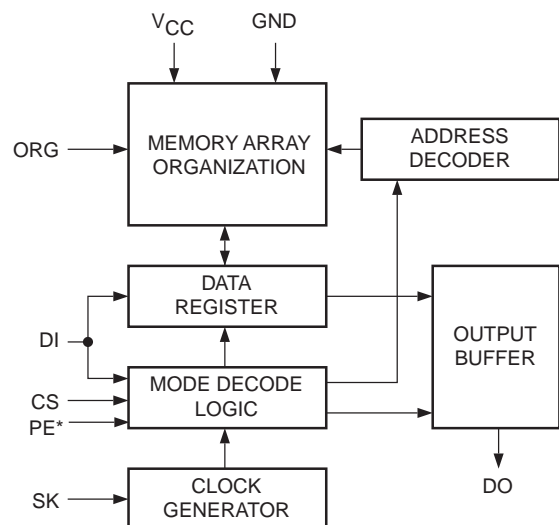 VCC
GND
ORG
MEMORY ARRAY
ORGANIZATION
ADDRESS
DECODER
DATA
REGISTER
DI
OUTPUT
BUFFER
MODE DECODE
LOGIC
CS
PE*
SK
CLOCK
GENERATOR
DO